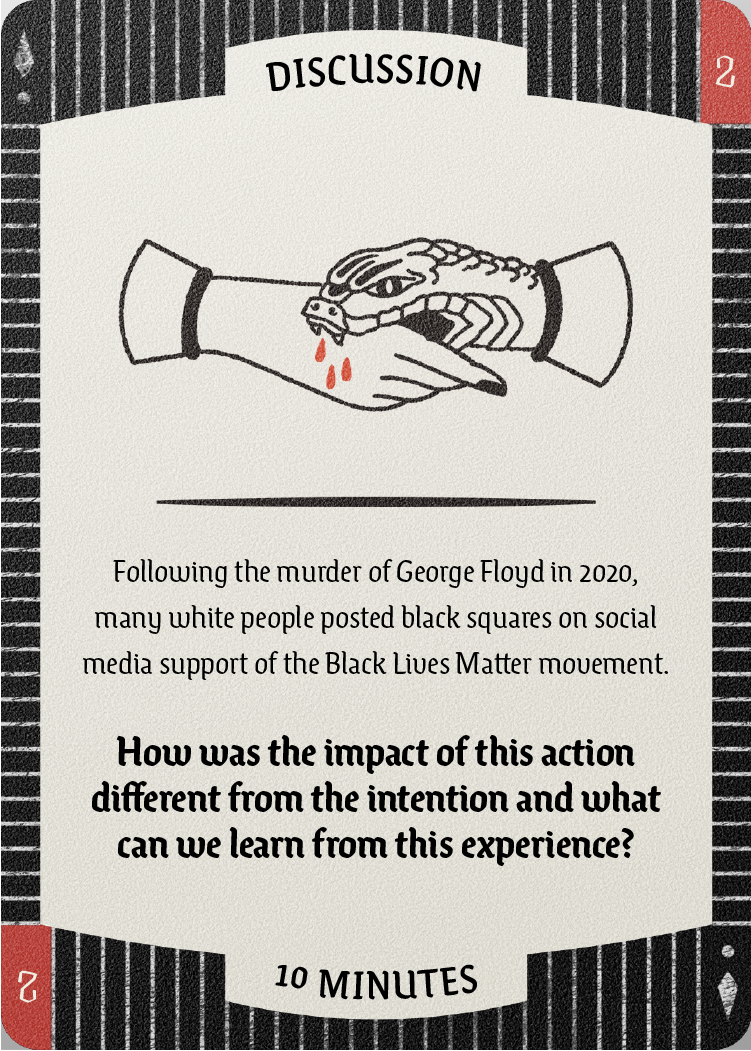 DISCUSSION
2
Following the murder of George Floyd in 2020,
many white people posted black squares on social
media support of the Black Lives Matter movement.
How was the impact of this action
different from the intention and what
can we learn from this experience?
2
10 MINUTES